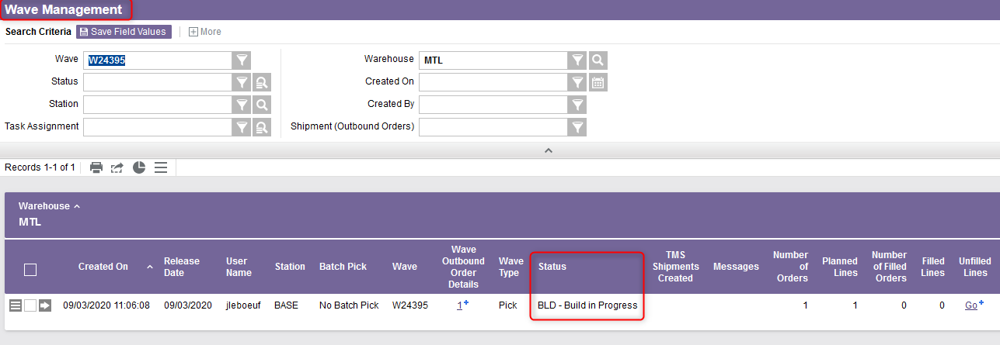 Wave Management
Search Criteria Save Field Values More
Wave W24395 Warehouse MTL
Status Created On
Station Created By
Task Assignment Shipment (Outbound Orders)
Records 1-1 of 1
Warehouse
MTL
Created On Release Date User Name Station Batch Pick Wave Wave Outbound Order Details Wave Type Status TMS Shipments Created Messages Number of Orders Planned Lines Number of Filled Orders Filled Lines Unfilled Lines
09/03/2020 11:06:08 09/03/2020 jleboeuf BASE No Batch Pick W24395 1+ Pick BLD - Build in Progress 1 1 0 0 Go+